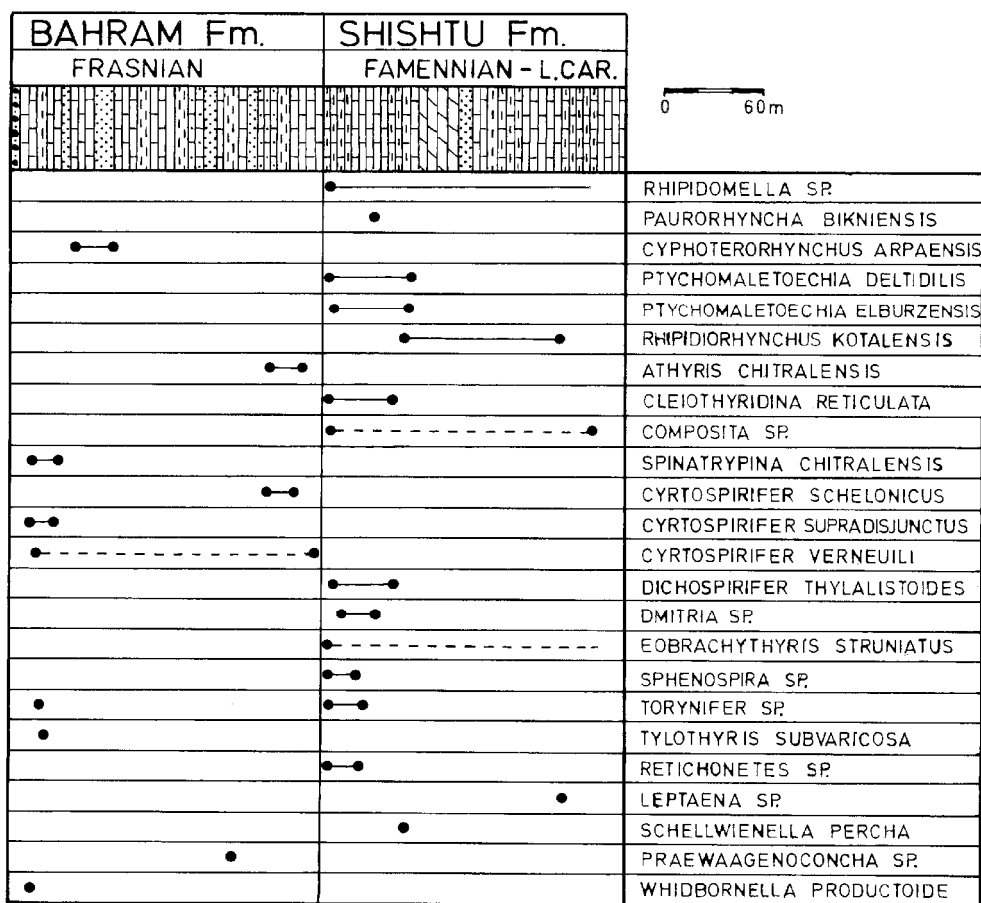 BAHRAM Fm.
SHISHTU Fm.
FRASNIAN
FAMENNIAN - L.CAR.
0 60m
RHIPIDOMELLA SP.
PAURORHYNCHA BIKNIENSIS
CYPHOTERORHYNCHUS ARPAENSIS
PTYCHOMALETOECHIA DELTIDILIS
PTYCHOMALETOECHIA ELBURZENSIS
RHIPIDIORHYNCHUS KOTALENSIS
ATHYRIS CHITRALENSIS
CLEIOTHYRIDINA RETICULATA
COMPOSITA SP.
SPINATRYPINA CHITRALENSIS
CYRTOSPIRIFER SCHELONICUS
CYRTOSPIRIFER SUPRADISJUNCTUS
CYRTOSPIRIFER VERNEUILI
DICHOSPIRIFER THYLALISTOIDES
DMITRIA SP.
EOBRACHYTHYRIS STRUNIATUS
SPHENOSPIRA SP.
TORYNIFER SP.
TYLOTHYRIS SUBVARICOSA
RETICHONETES SP.
LEPTAENA SP.
SCHELLWIENELLA PERCHA
PRAEWAAGENOCONCHA SP.
WHIDBORNELLA PRODUCTOIDE